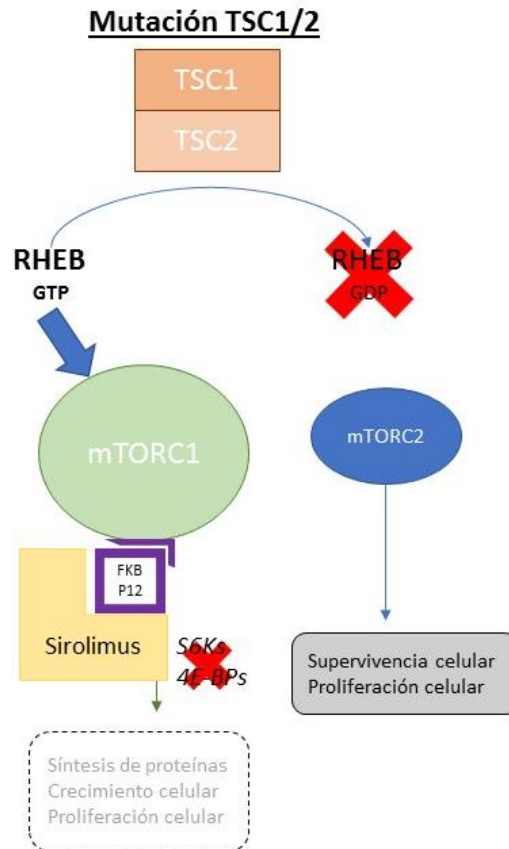 Mutación TSC1/2
TSC1
TSC2
RHEB
GTP
RHEB
GDP
mTORC1
mTORC2
FKB
P12
Sirolimus
S6Ks
4E-BPs
Supervivencia celular
Proliferación celular
Síntesis de proteínas
Crecimiento celular
Proliferación celular